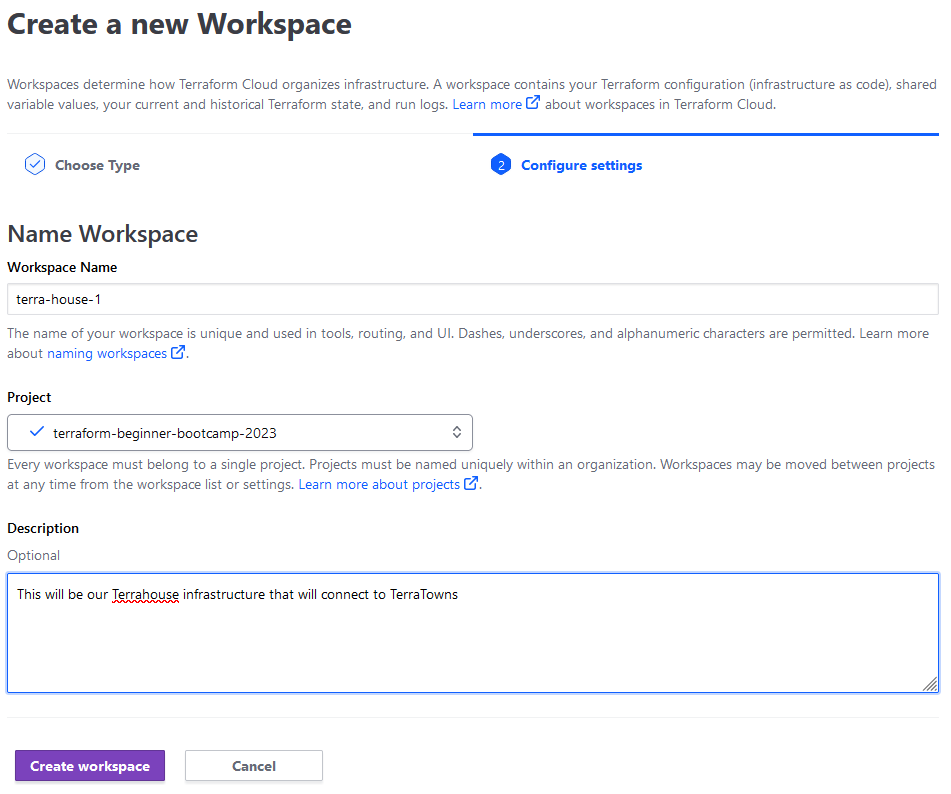 Create a new Workspace
Workspaces determine how Terraform Cloud organizes infrastructure. A workspace contains your Terraform configuration (infrastructure as code), shared
variable values, your current and historical Terraform state, and run logs. Learn more about workspaces in Terraform Cloud.
Choose Type
2 Configure settings
Name Workspace
Workspace Name
terra-house-1
The name of your workspace is unique and used in tools, routing, and UI. Dashes, underscores, and alphanumeric characters are permitted. Learn more
about naming workspaces.
Project
terraform-beginner-bootcamp-2023
Every workspace must belong to a single project. Projects must be named uniquely within an organization. Workspaces may be moved between projects
at any time from the workspace list or settings. Learn more about projects.
Description
Optional
This will be our Terrahouse infrastructure that will connect to TerraTowns
Create workspace
Cancel